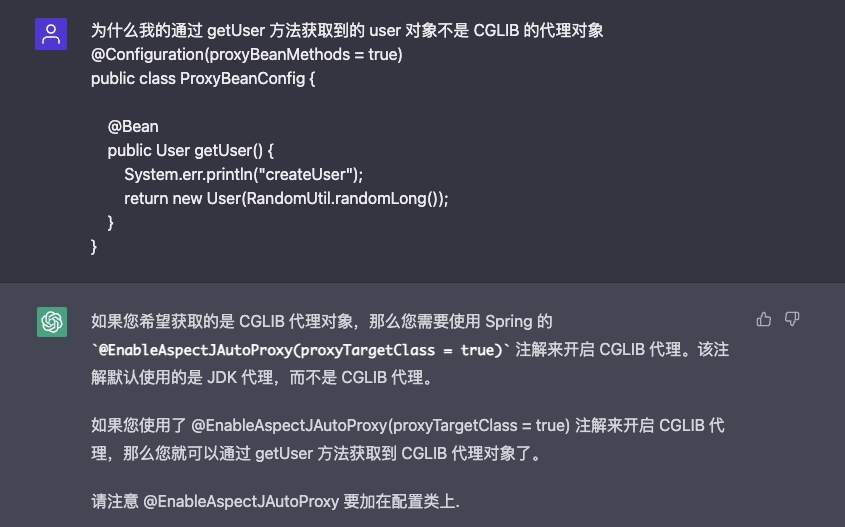 为什么我的通过 getUser 方法获取到的 user 对象不是 CGLIB 的代理对象
@Configuration(proxyBeanMethods = true)
public class ProxyBeanConfig {
@Bean
public User getUser() {
System.err.println("createUser");
return new User(RandomUtil.randomLong());
}
}
如果您希望获取的是 CGLIB 代理对象，那么您需要使用 Spring 的
`@EnableAspectJAutoProxy(proxyTargetClass = true)` 注解来开启 CGLIB 代理。该注
解默认使用的是 JDK 代理，而不是 CGLIB 代理。
如果您使用了 @EnableAspectJAutoProxy(proxyTargetClass = true) 注解来开启 CGLIB 代
理，那么您就可以通过 getUser 方法获取到 CGLIB 代理对象了。
请注意 @EnableAspectJAutoProxy 要加在配置类上.